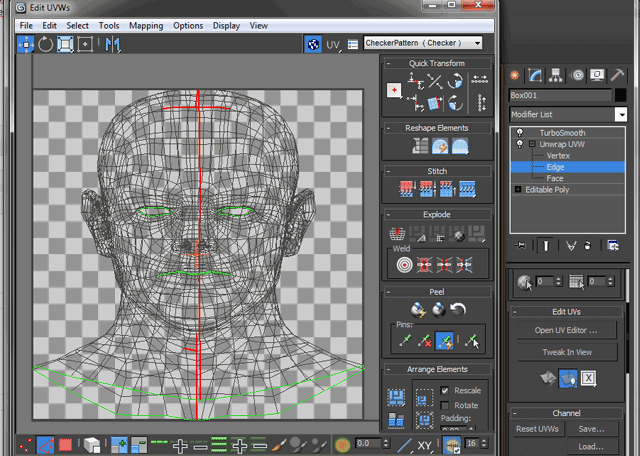 Edit UVWs
File Edit Select Tools Mapping Options Display View
UV
CheckerPattern ( Checker )
Quick Transform
Reshape Elements
Stitch
Explode
Weld
Peel
Pins:
Arrange Elements
Rescale
Rotate
Padding:
0.0
XY
16
Box001
Modifier List
TurboSmooth
Unwrap UVW
Vertex
Edge
Face
Editable Poly
0
0
Edit UVs
Open UV Editor ...
Tweak In View
Channel
Reset UVWs
Save...
Load...